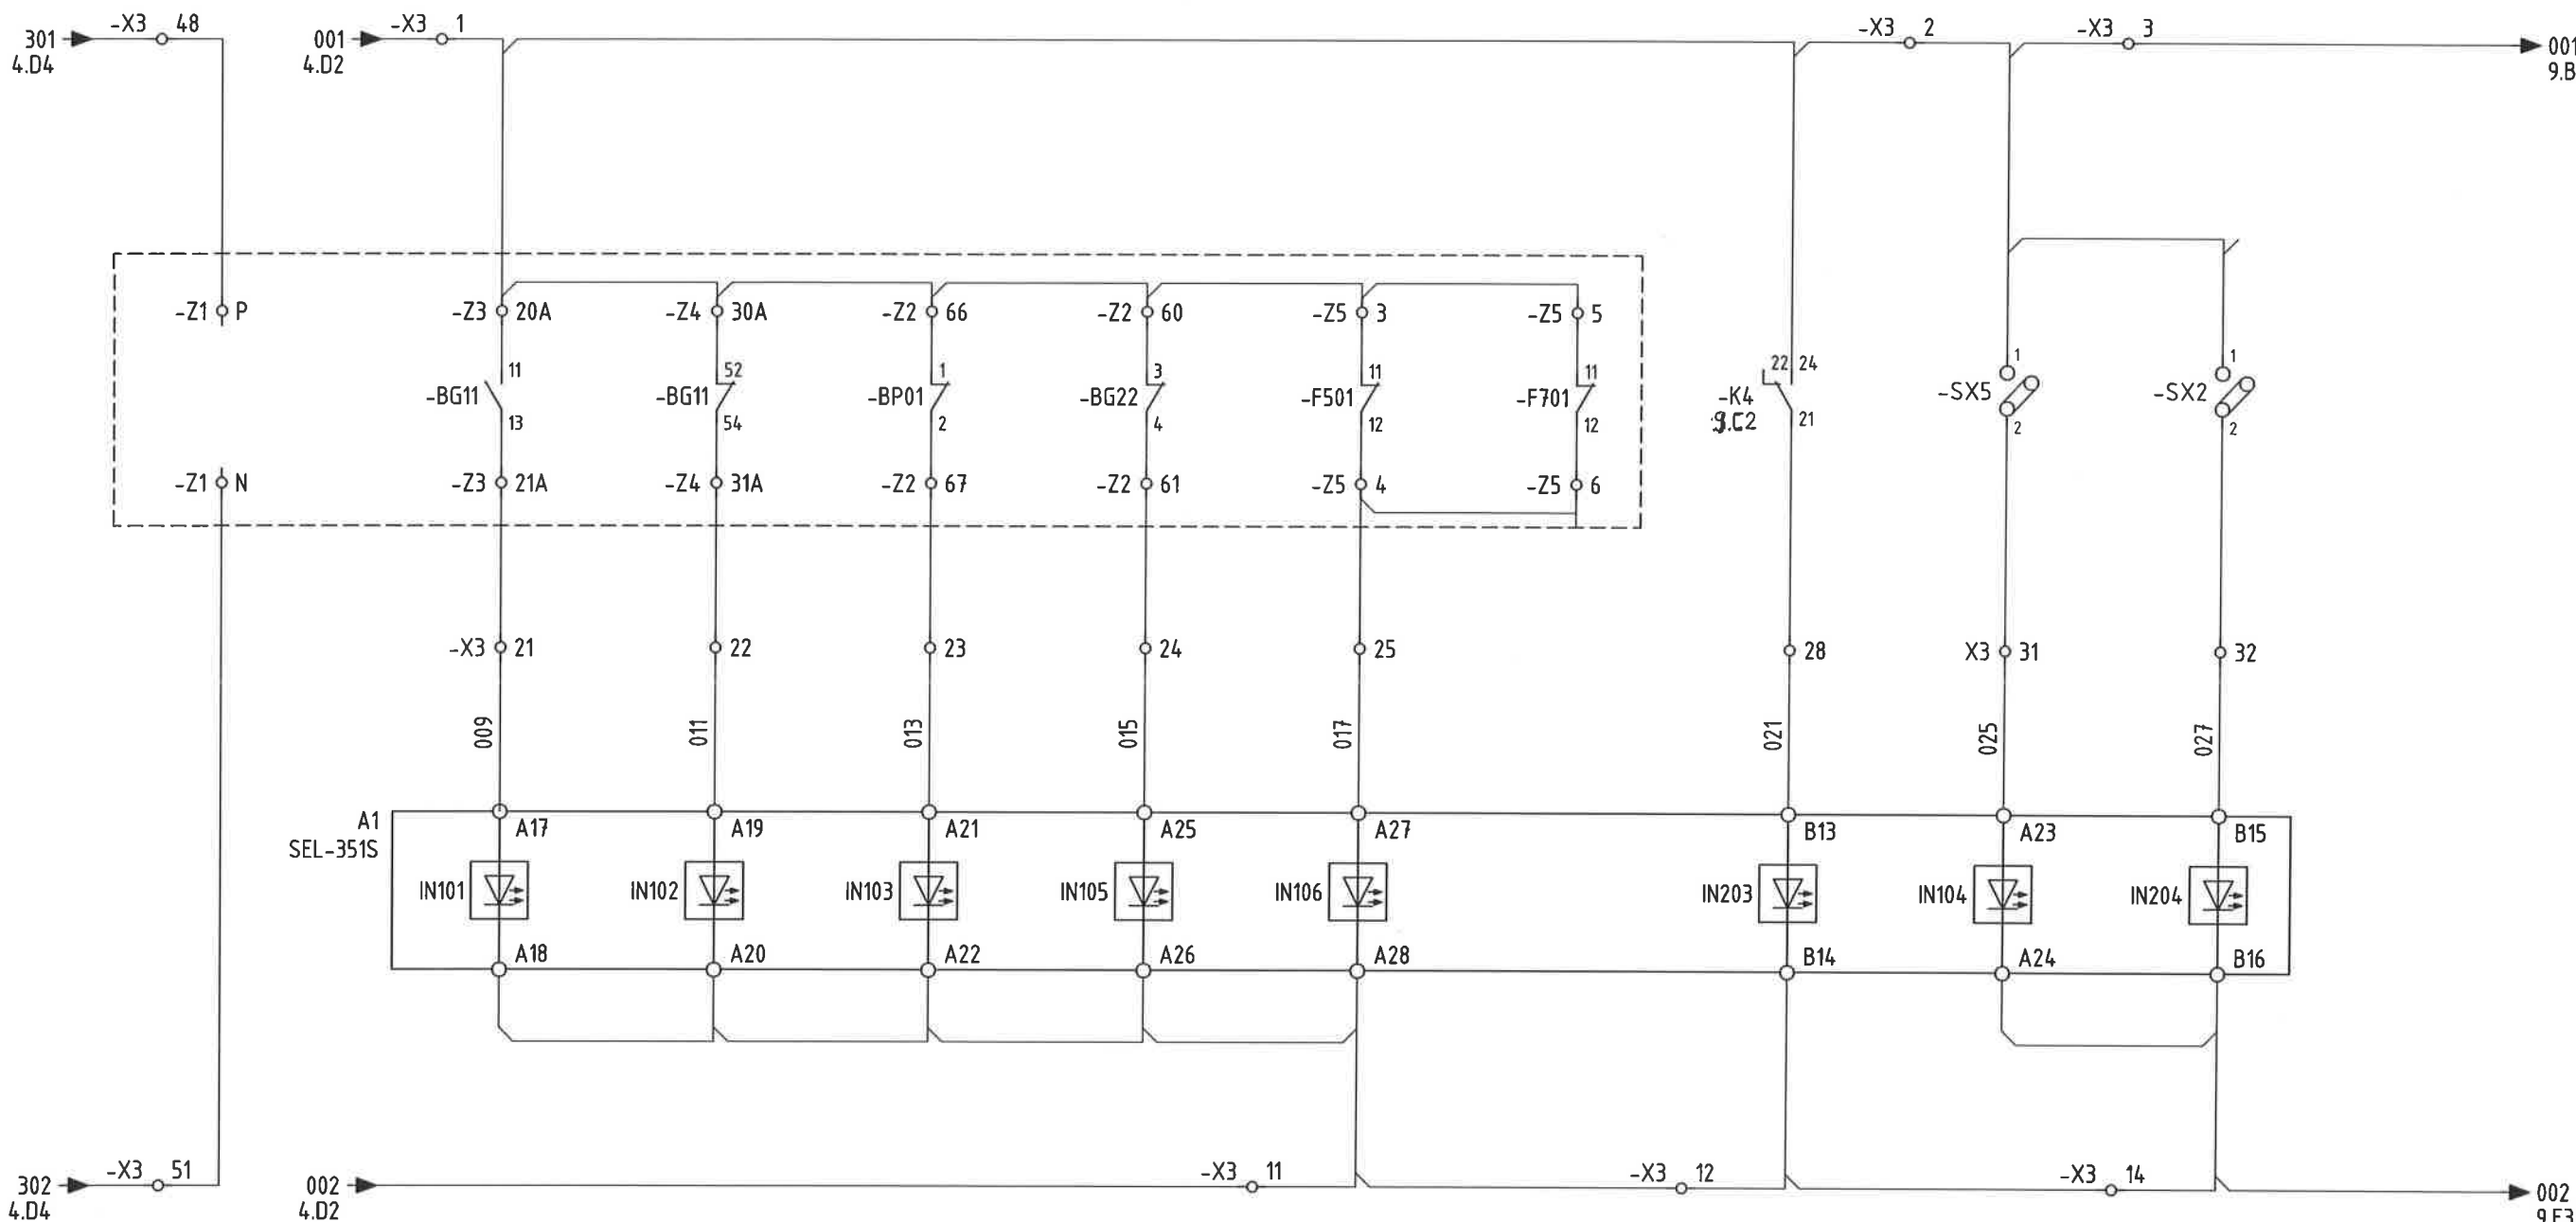 -X3 48
301
4.D4
-X3 1
001
4.D2
-X3 2
-X3 3
001
9.B
-Z1 P
-Z3 20A
-Z4 30A
-Z2 66
-Z2 60
-Z5 3
-Z5 5
11
-BG11
13
52
-BG11
54
1
-BP01
2
3
-BG22
4
11
-F501
12
11
-F701
12
22 24
-K4
9.C2
21
1
-SX5
2
1
-SX2
2
-Z1 N
-Z3 21A
-Z4 31A
-Z2 67
-Z2 61
-Z5 4
-Z5 6
-X3 21
22
23
24
25
28
X3 31
32
009
011
013
015
017
021
025
027
A1
SEL-351S
A17
A19
A21
A25
A27
B13
A23
B15
IN101
IN102
IN103
IN105
IN106
IN203
IN104
IN204
A18
A20
A22
A26
A28
B14
A24
B16
-X3 51
302
4.D4
002
4.D2
-X3 11
-X3 12
-X3 14
002
9.F3